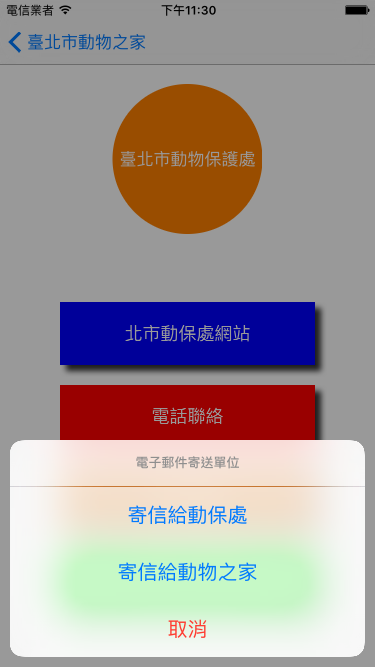 電信業者 下午11:30
臺北市動物之家
臺北市動物保護處
北市動保處網站
電話聯絡
電子郵件寄送單位
寄信給動保處
寄信給動物之家
取消